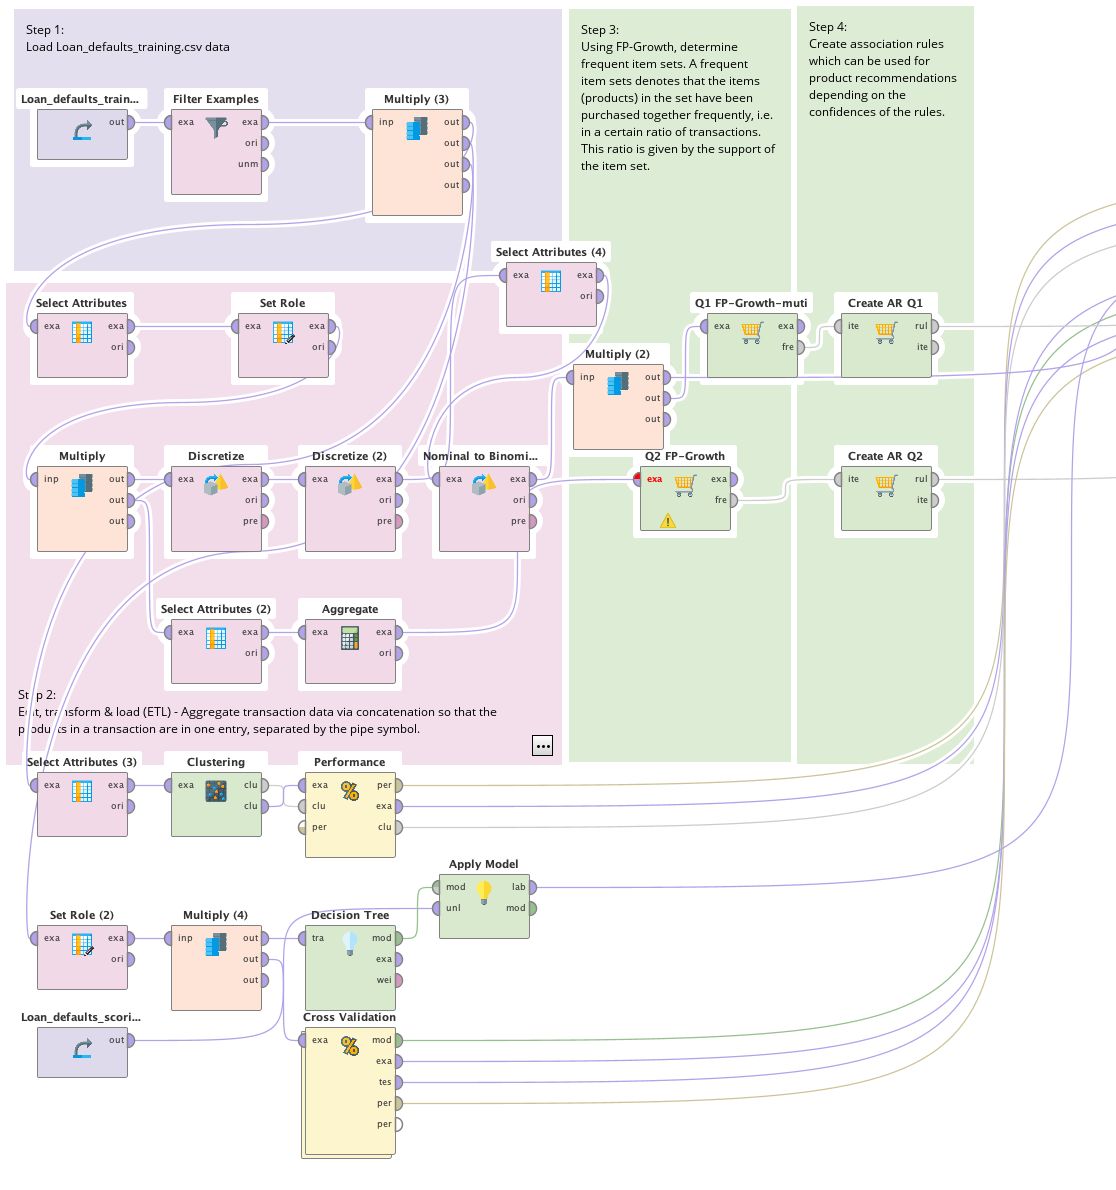 Step 1:
Load Loan_defaults_training.csv data
Step 3:
Using FP-Growth, determine
frequent item sets. A frequent
item sets denotes that the items
(products) in the set have been
purchased together frequently, i.e.
in a certain ratio of transactions.
This ratio is given by the support of
the item set.
Step 4:
Create association rules
which can be used for
product recommendations
depending on the
confidences of the rules.
Loan_defaults_train...
out
Filter Examples
exa exa
ori
unm
Multiply (3)
inp out
out
out
out
Select Attributes (4)
exa exa
ori
Select Attributes
exa exa
ori
Set Role
exa exa
ori
Q1 FP-Growth-muti
exa exa
fre
Create AR Q1
ite rul
ite
Multiply (2)
inp out
out
out
Multiply
inp out
out
out
Discretize
exa exa
ori
pre
Discretize (2)
exa exa
ori
pre
Nominal to Binomi...
exa exa
ori
pre
Q2 FP-Growth
exa exa
fre
Create AR Q2
ite rul
ite
Select Attributes (2)
exa exa
ori
Aggregate
exa exa
ori
Step 2:
Edit, transform & load (ETL) - Aggregate transaction data via concatenation so that the
products in a transaction are in one entry, separated by the pipe symbol.
Select Attributes (3)
exa exa
ori
Clustering
exa clu
clu
Performance
exa per
clu exa
per clu
Apply Model
mod lab
unl mod
Set Role (2)
exa exa
ori
Multiply (4)
inp out
out
out
Decision Tree
tra mod
exa
wei
Loan_defaults_scori...
out
Cross Validation
exa mod
exa
tes
per
per